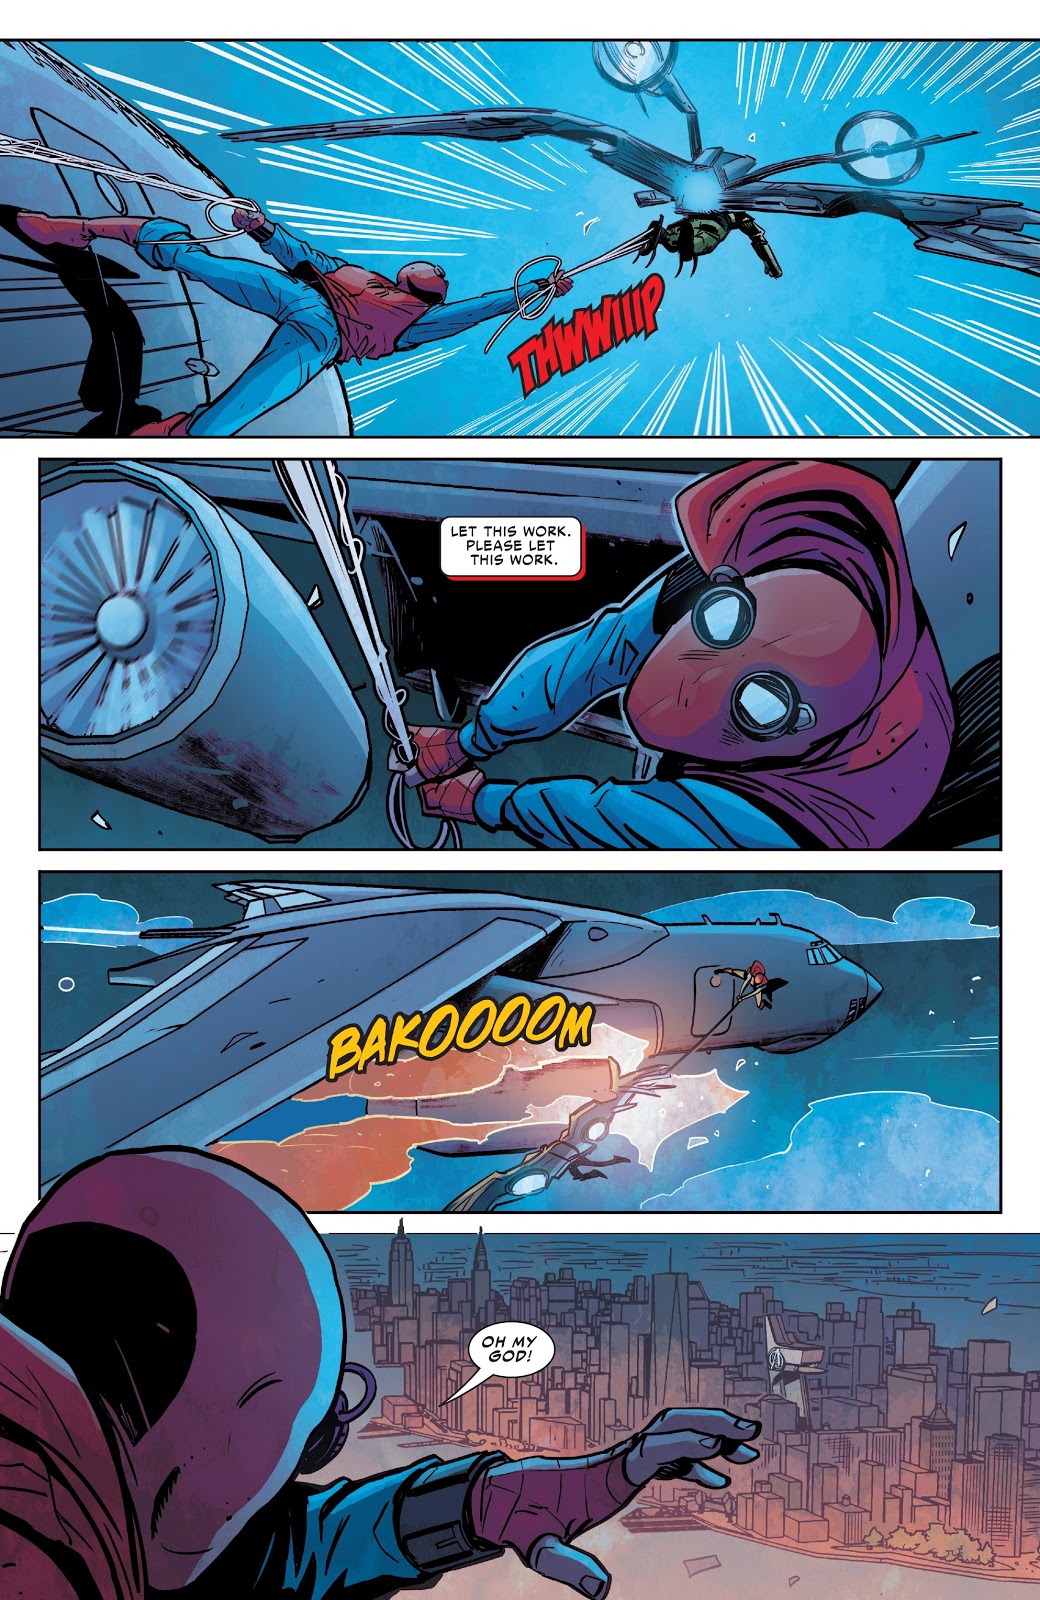 THWWIIIP
LET THIS WORK.
PLEASE LET
THIS WORK.
BAKOOOOM
OH MY
GOD!